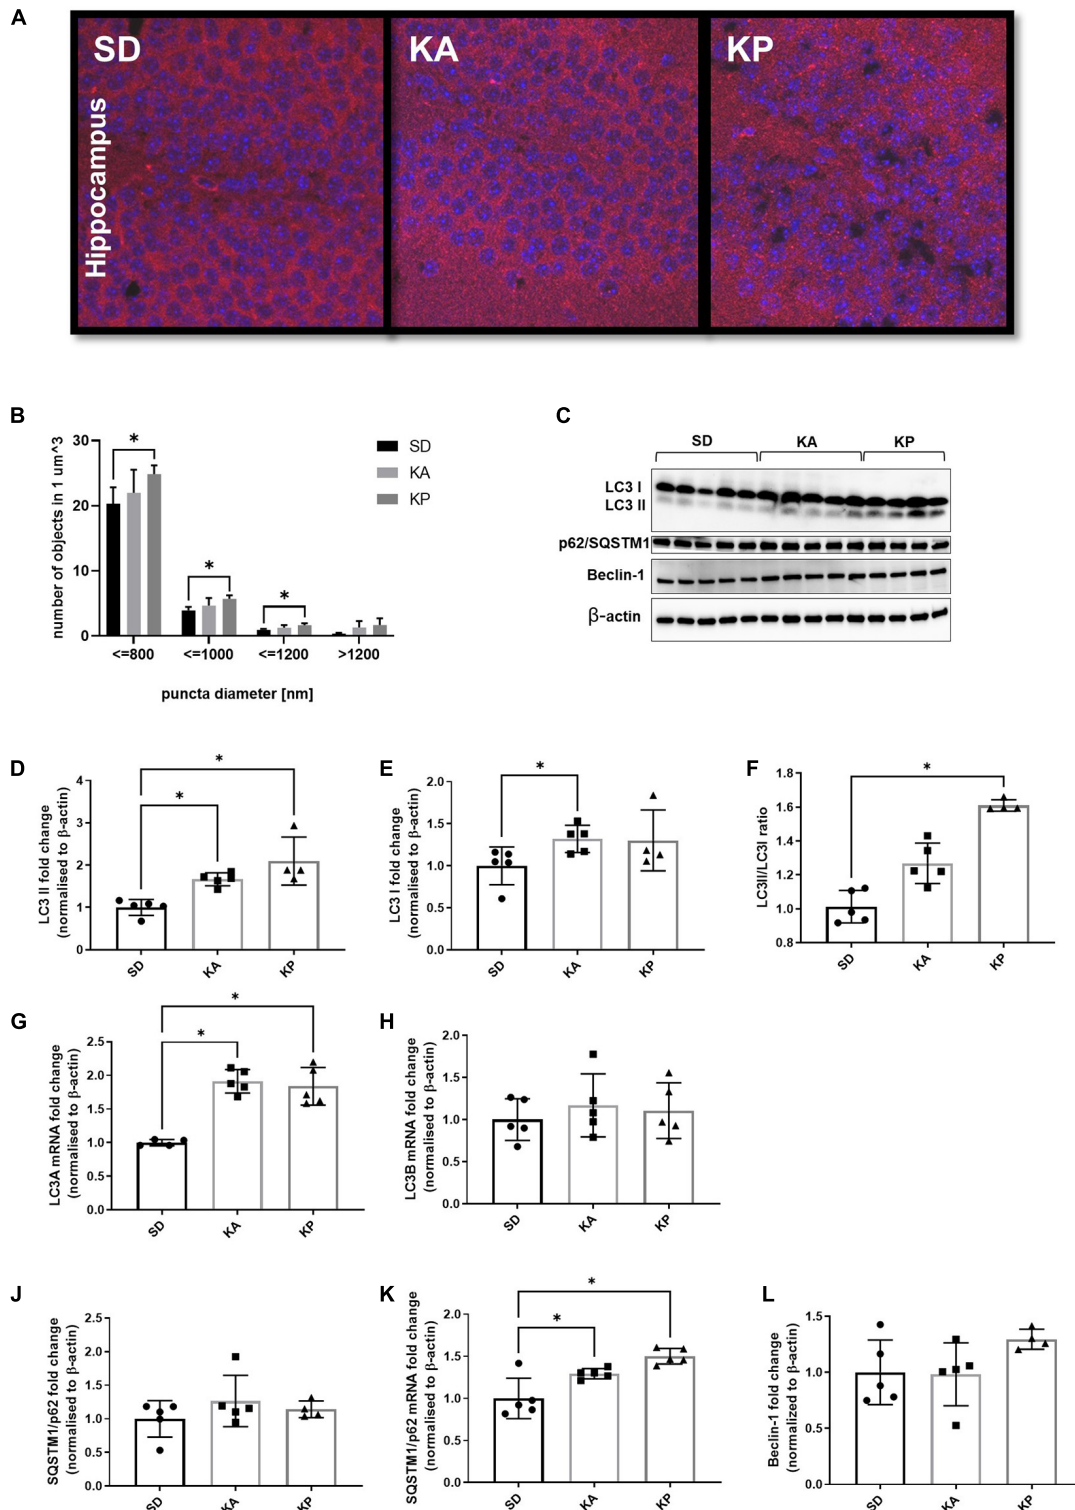 A
SD
KA
KP
Hippocampus
B
number of objects in 1 um^3
30
20
10
0
*
*
*
<=800
<=1000
<=1200
>1200
puncta diameter [nm]
SD
KA
KP
C
SD
KA
KP
LC3 I
LC3 II
p62/SQSTM1
Beclin-1
β-actin
D
LC3 II fold change
(normalised to β-actin)
4
3
2
1
0
*
*
SD
KA
KP
E
LC3 I fold change
(normalised to β-actin)
2.0
1.5
1.0
0.5
0.0
*
SD
KA
KP
F
LC3II/LC3I ratio
1.8
1.6
1.4
1.2
1.0
0.8
*
SD
KA
KP
G
LC3A mRNA fold change
(normalised to β-actin)
2.5
2.0
1.5
1.0
0.5
0.0
*
*
SD
KA
KP
H
LC3B mRNA fold change
(normalised to β-actin)
2.0
1.5
1.0
0.5
0.0
SD
KA
KP
J
SQSTM1/p62 fold change
(normalised to β-actin)
2.5
2.0
1.5
1.0
0.5
0.0
SD
KA
KP
K
SQSTM1/p62 mRNA fold change
(normalised to β-actin)
2.0
1.5
1.0
0.5
0.0
*
*
SD
KA
KP
L
Beclin-1 fold change
(normalized to β-actin)
1.5
1.0
0.5
0.0
SD
KA
KP